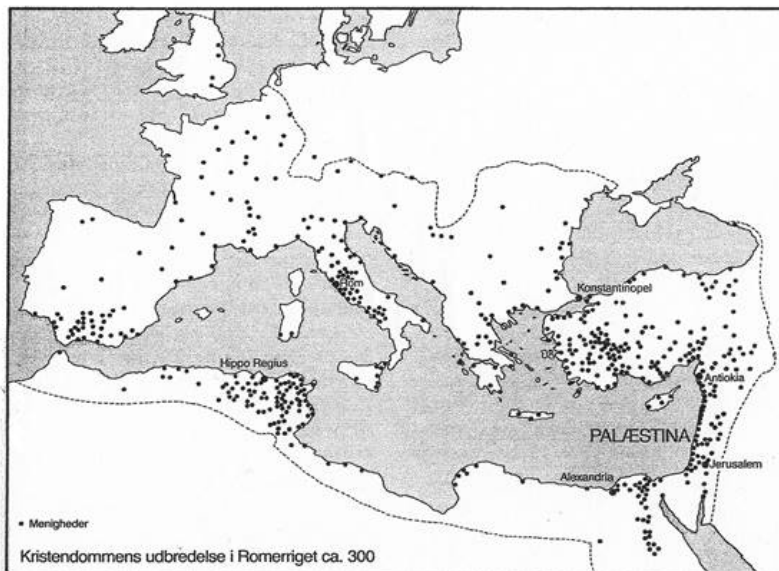 Konstantinopel
Rom
Hippo Regius
Antiokia
PALÆSTINA
Jerusalem
Alexandria
Menigheder
Kristendommens udbredelse i Romerriget ca. 300